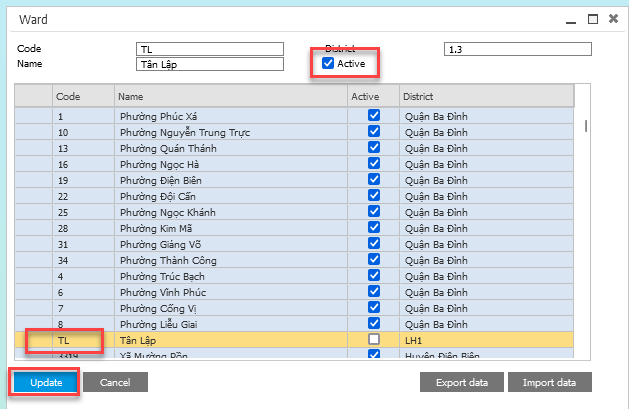 Ward
Code TL District 1.3
Name Tân Lập Active
Code Name Active District
1 Phường Phúc Xá Quận Ba Đình
10 Phường Nguyễn Trung Trực Quận Ba Đình
13 Phường Quán Thánh Quận Ba Đình
16 Phường Ngọc Hà Quận Ba Đình
19 Phường Điện Biên Quận Ba Đình
22 Phường Đội Cấn Quận Ba Đình
25 Phường Ngọc Khánh Quận Ba Đình
28 Phường Kim Mã Quận Ba Đình
31 Phường Giảng Võ Quận Ba Đình
34 Phường Thành Công Quận Ba Đình
4 Phường Trúc Bạch Quận Ba Đình
6 Phường Vĩnh Phúc Quận Ba Đình
7 Phường Cống Vị Quận Ba Đình
8 Phường Liễu Giai Quận Ba Đình
TL Tân Lập LH1
3319 Xã Mường Pồn Huyện Điện Biên
Update Cancel Export data Import data